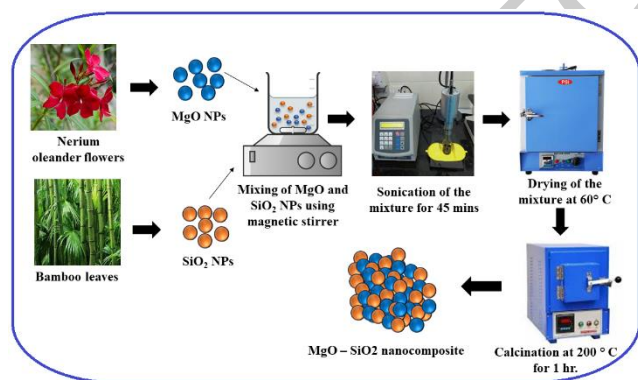 Nerium
oleander flowers
MgO NPs
Bamboo leaves
SiO₂ NPs
Mixing of MgO and
SiO₂ NPs using
magnetic stirrer
Sonication of the
mixture for 45 mins
Drying of the
mixture at 60° C
Calcination at 200 ° C
for 1 hr.
MgO – SiO2 nanocomposite